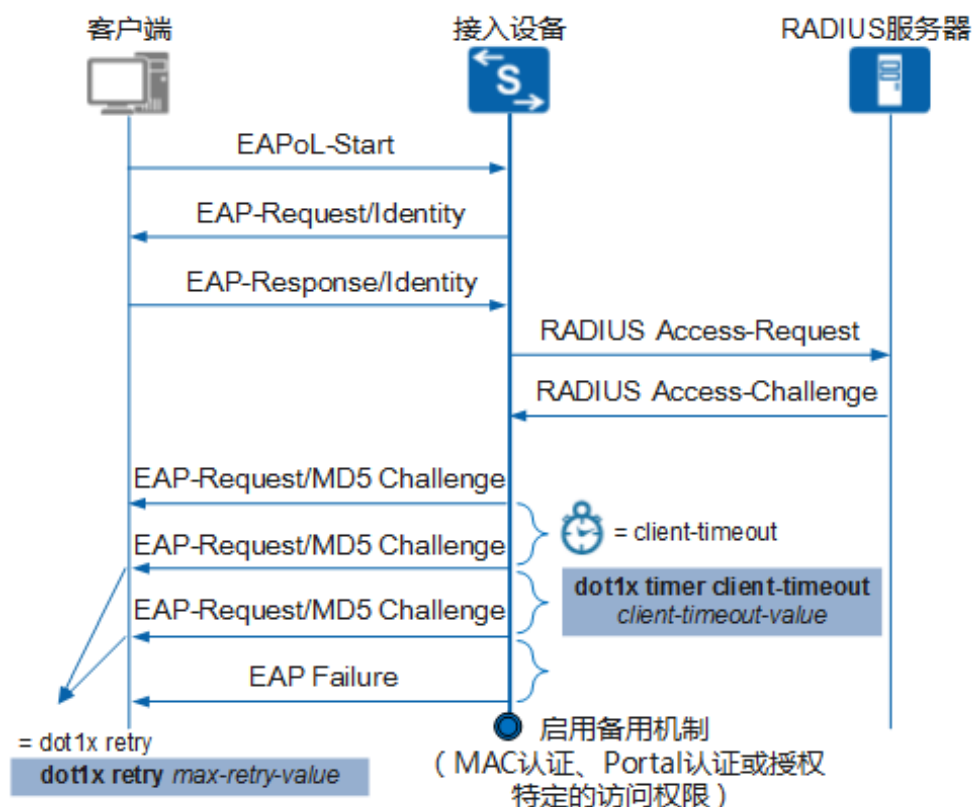 客户端
接入设备
RADIUS服务器
S
EAPoL-Start
EAP-Request/Identity
EAP-Response/Identity
RADIUS Access-Request
RADIUS Access-Challenge
EAP-Request/MD5 Challenge
= client-timeout
EAP-Request/MD5 Challenge
dot1x timer client-timeout
client-timeout-value
EAP-Request/MD5 Challenge
EAP Failure
= dot1x retry
dot1x retry max-retry-value
启用备用机制
（MAC认证、Portal认证或授权
特定的访问权限）